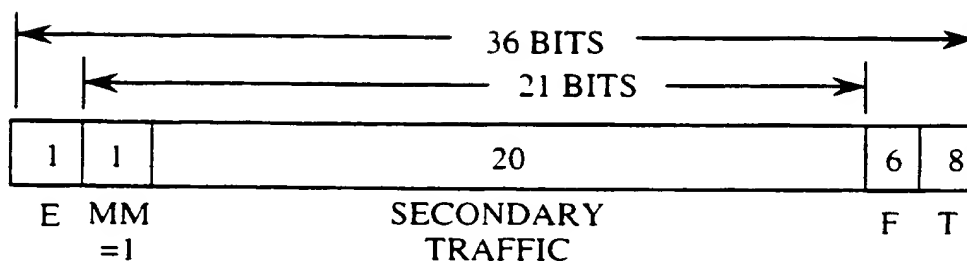 36 BITS
21 BITS
1 1 20 6 8
E MM =1 SECONDARY TRAFFIC F T